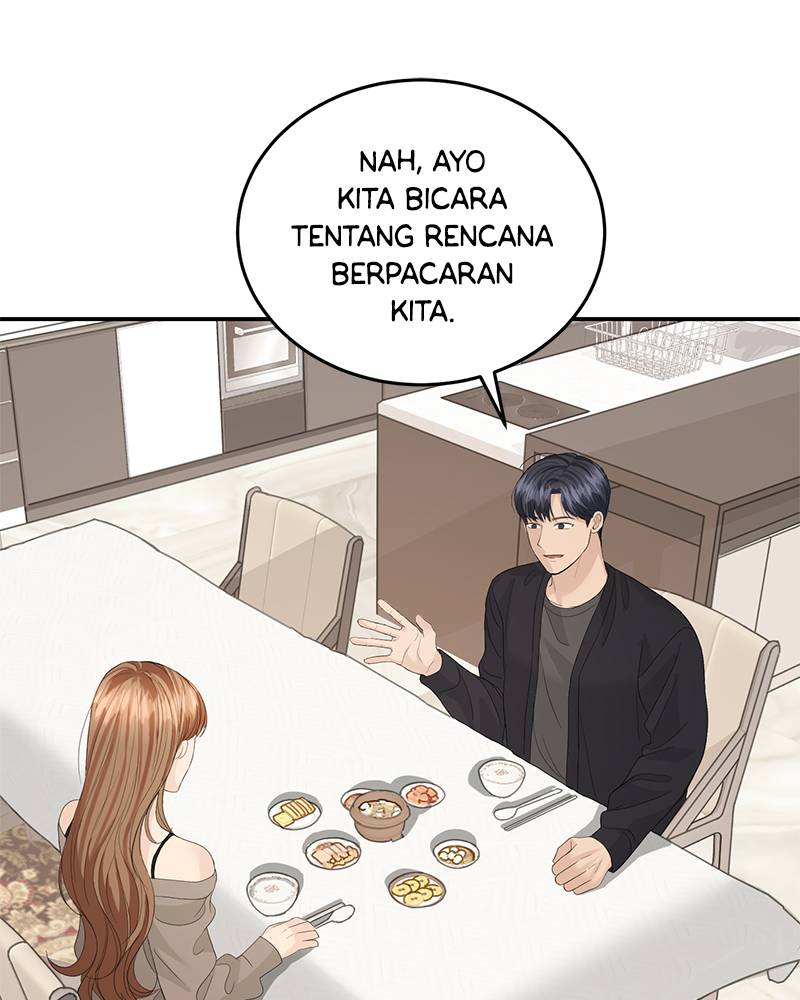 NAH, AYO
KITA BICARA
TENTANG RENCANA
BERPACARAN
KITA.